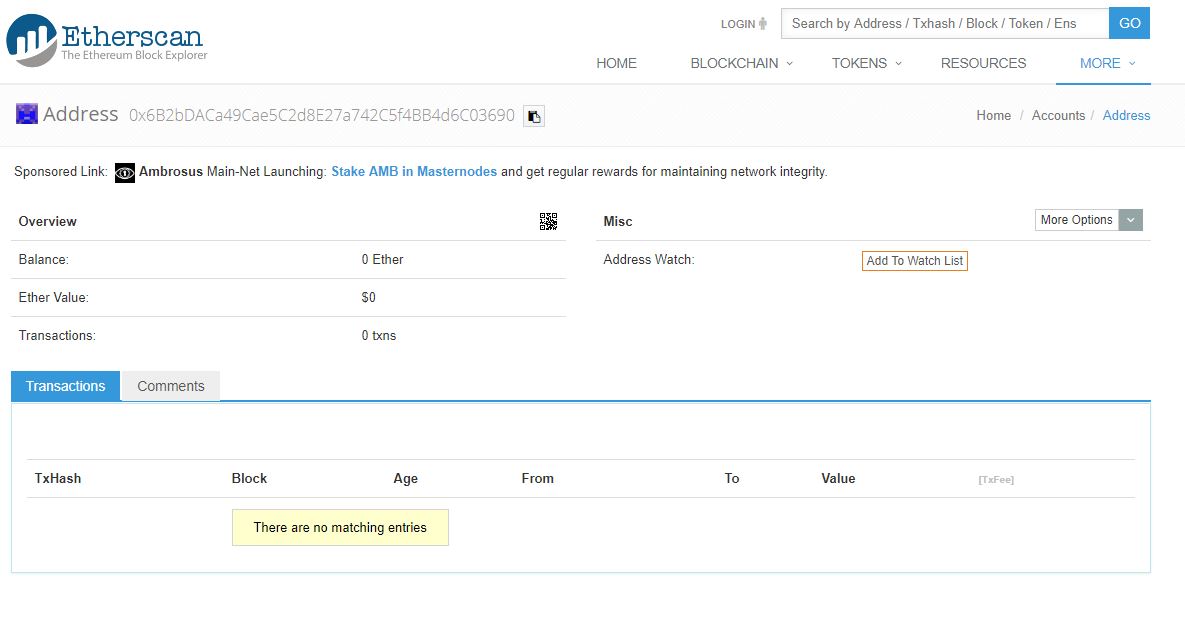 Etherscan
The Ethereum Block Explorer
LOGIN
Search by Address / Txhash / Block / Token / Ens
GO
HOME BLOCKCHAIN TOKENS RESOURCES MORE
Address 0x6B2bDACa49Cae5C2d8E27a742C5f4BB4d6C03690
Home / Accounts / Address
Sponsored Link: Ambrosus Main-Net Launching: Stake AMB in Masternodes and get regular rewards for maintaining network integrity.
Overview
Balance: 0 Ether
Ether Value: $0
Transactions: 0 txns
Misc
More Options
Address Watch: Add To Watch List
Transactions Comments
TxHash Block Age From To Value [TxFee]
There are no matching entries